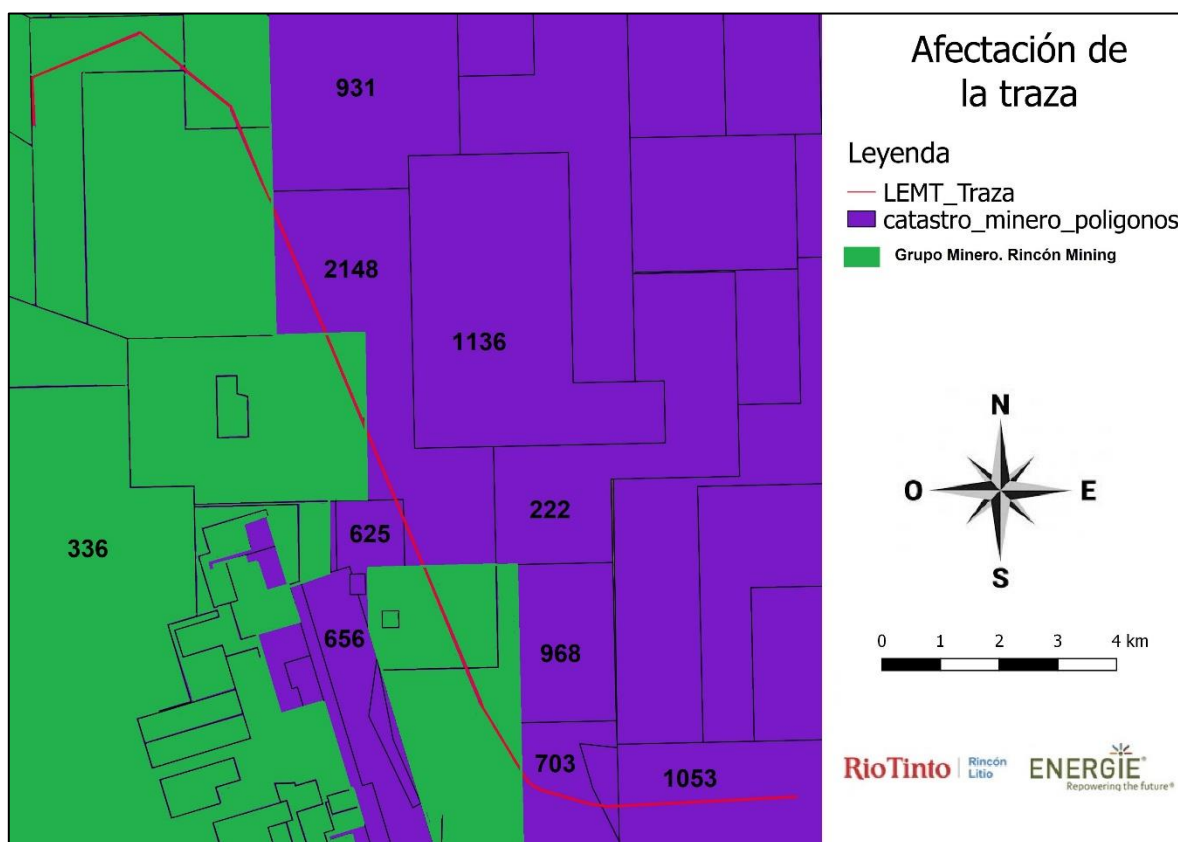 Afectación de
la traza
Leyenda
LEMT_Traza
catastro_minero_poligonos
Grupo Minero. Rincón Mining
931
2148
1136
336
625
222
656
968
703
1053
N
O
E
S
0 1 2 3 4 km
RioTinto
Rincón
Litio
ENERGIE®
Repowering the future®